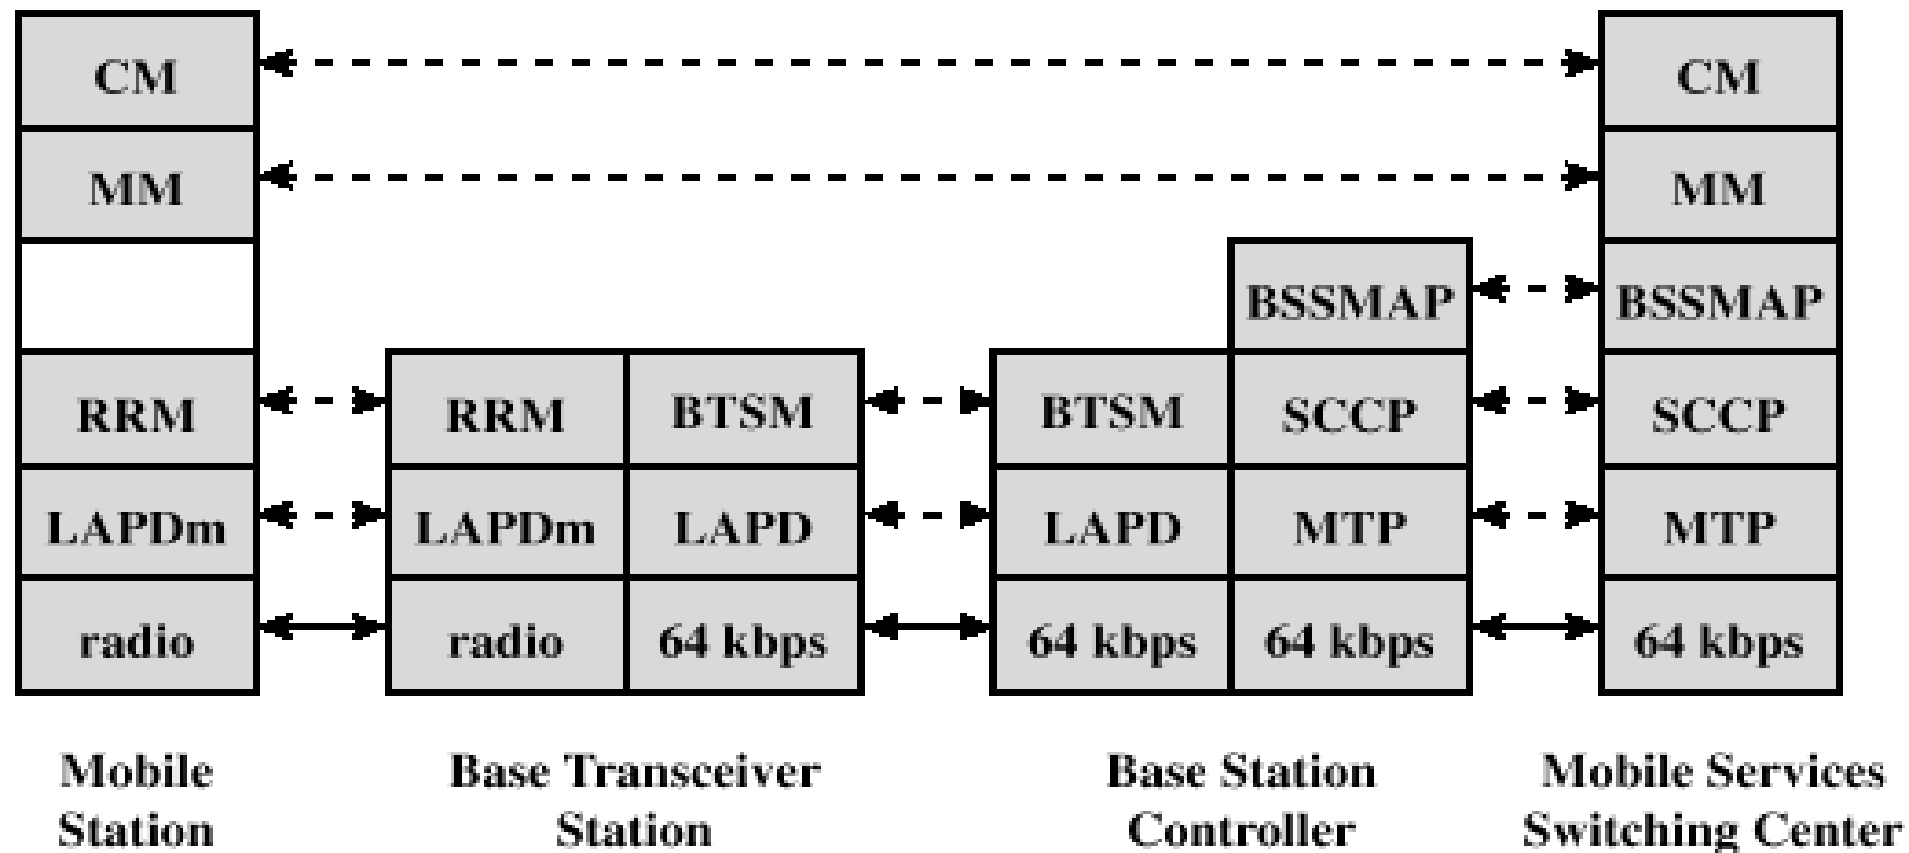 CM
CM
MM
MM
BSSMAP
BSSMAP
RRM
RRM
BTSM
BTSM
SCCP
SCCP
LAPDm
LAPDm
LAPD
LAPD
MTP
MTP
radio
radio
64 kbps
64 kbps
64 kbps
64 kbps
Mobile
Station
Base Transceiver
Station
Base Station
Controller
Mobile Services
Switching Center